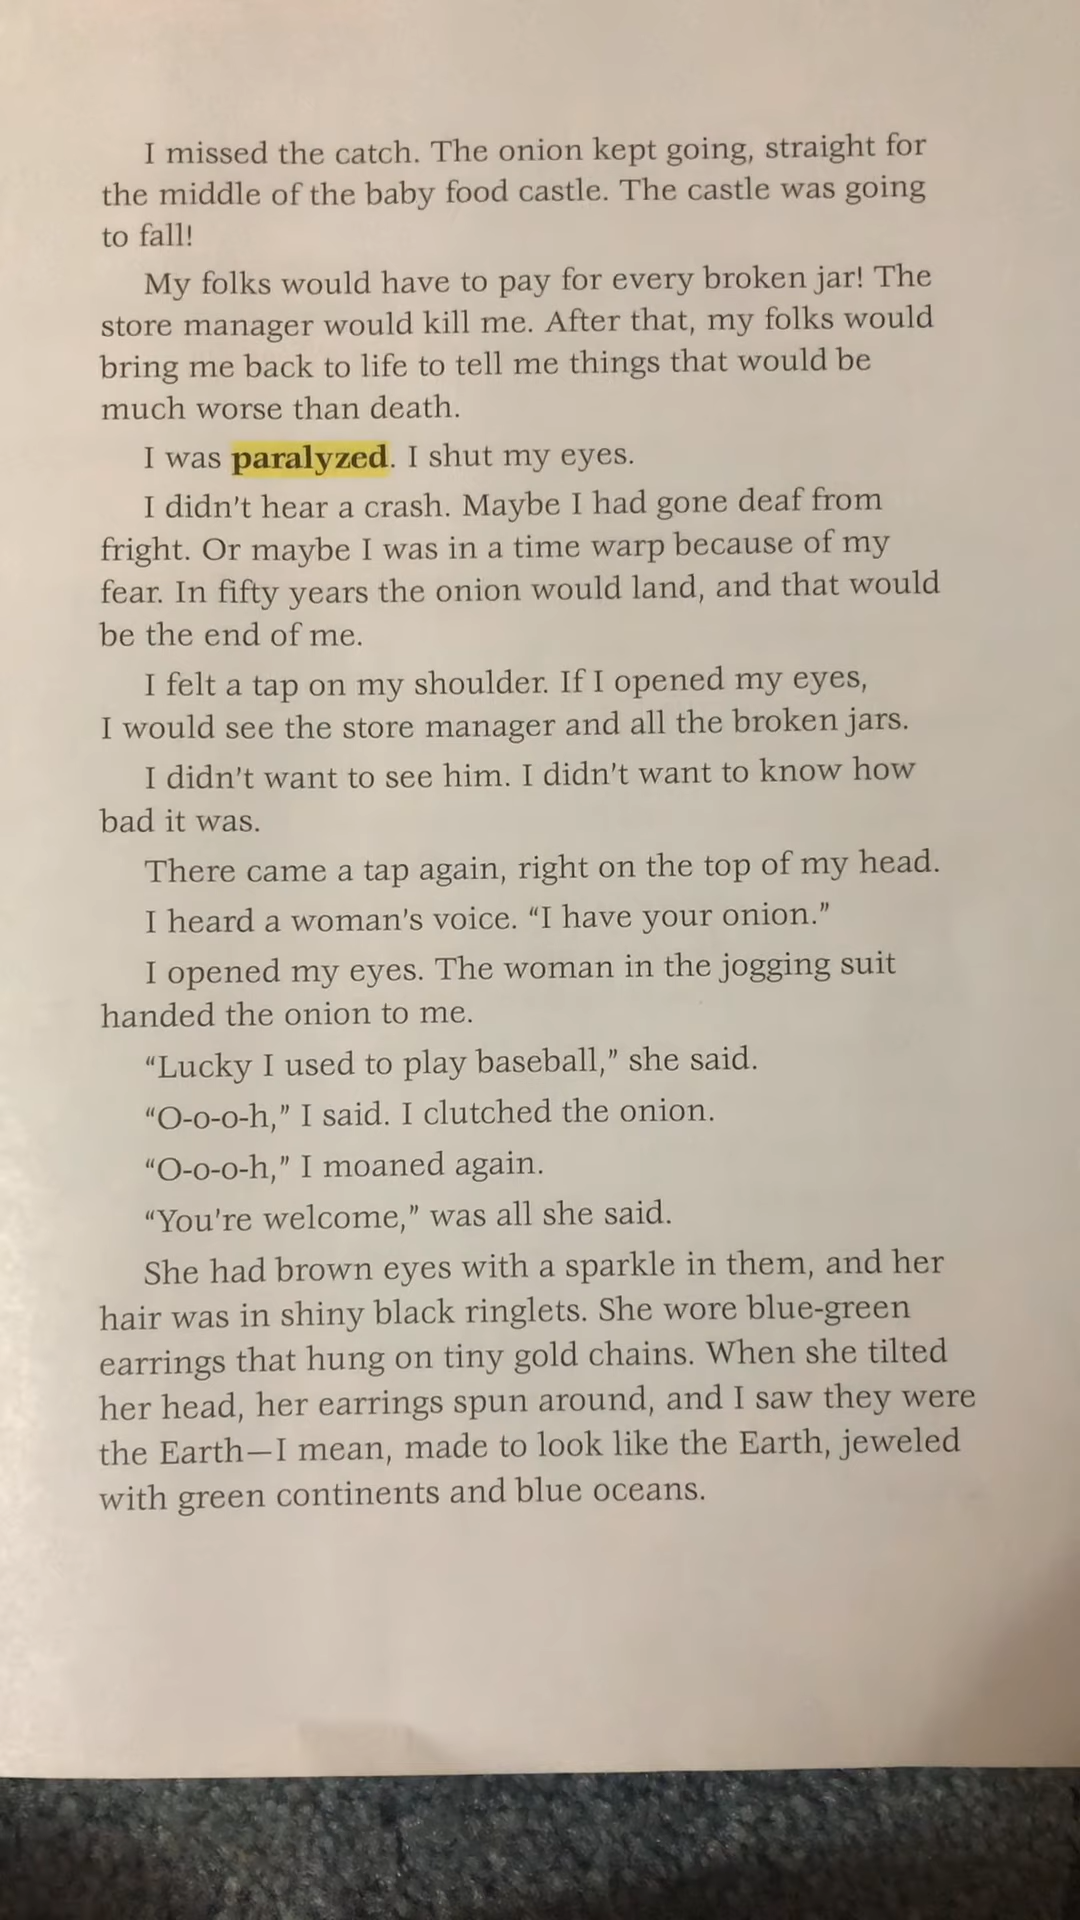 I missed the catch. The onion kept going, straight for
the middle of the baby food castle. The castle was going
to fall!
My folks would have to pay for every broken jar! The
store manager would kill me. After that, my folks would
bring me back to life to tell me things that would be
much worse than death.
I was paralyzed. I shut my eyes.
I didn't hear a crash. Maybe I had gone deaf from
fright. Or maybe I was in a time warp because of my
fear. In fifty years the onion would land, and that would
be the end of me.
I felt a tap on my shoulder. If I opened my eyes,
I would see the store manager and all the broken jars.
I didn't want to see him. I didn't want to know how
bad it was.
There came a tap again, right on the top of my head.
I heard a woman's voice. “I have your onion.”
I opened my eyes. The woman in the jogging suit
handed the onion to me.
“Lucky I used to play baseball,” she said.
“O-o-o-h,” I said. I clutched the onion.
“O-o-o-h,” I moaned again.
“You're welcome,” was all she said.
She had brown eyes with a sparkle in them, and her
hair was in shiny black ringlets. She wore blue-green
earrings that hung on tiny gold chains. When she tilted
her head, her earrings spun around, and I saw they were
the Earth—I mean, made to look like the Earth, jeweled
with green continents and blue oceans.